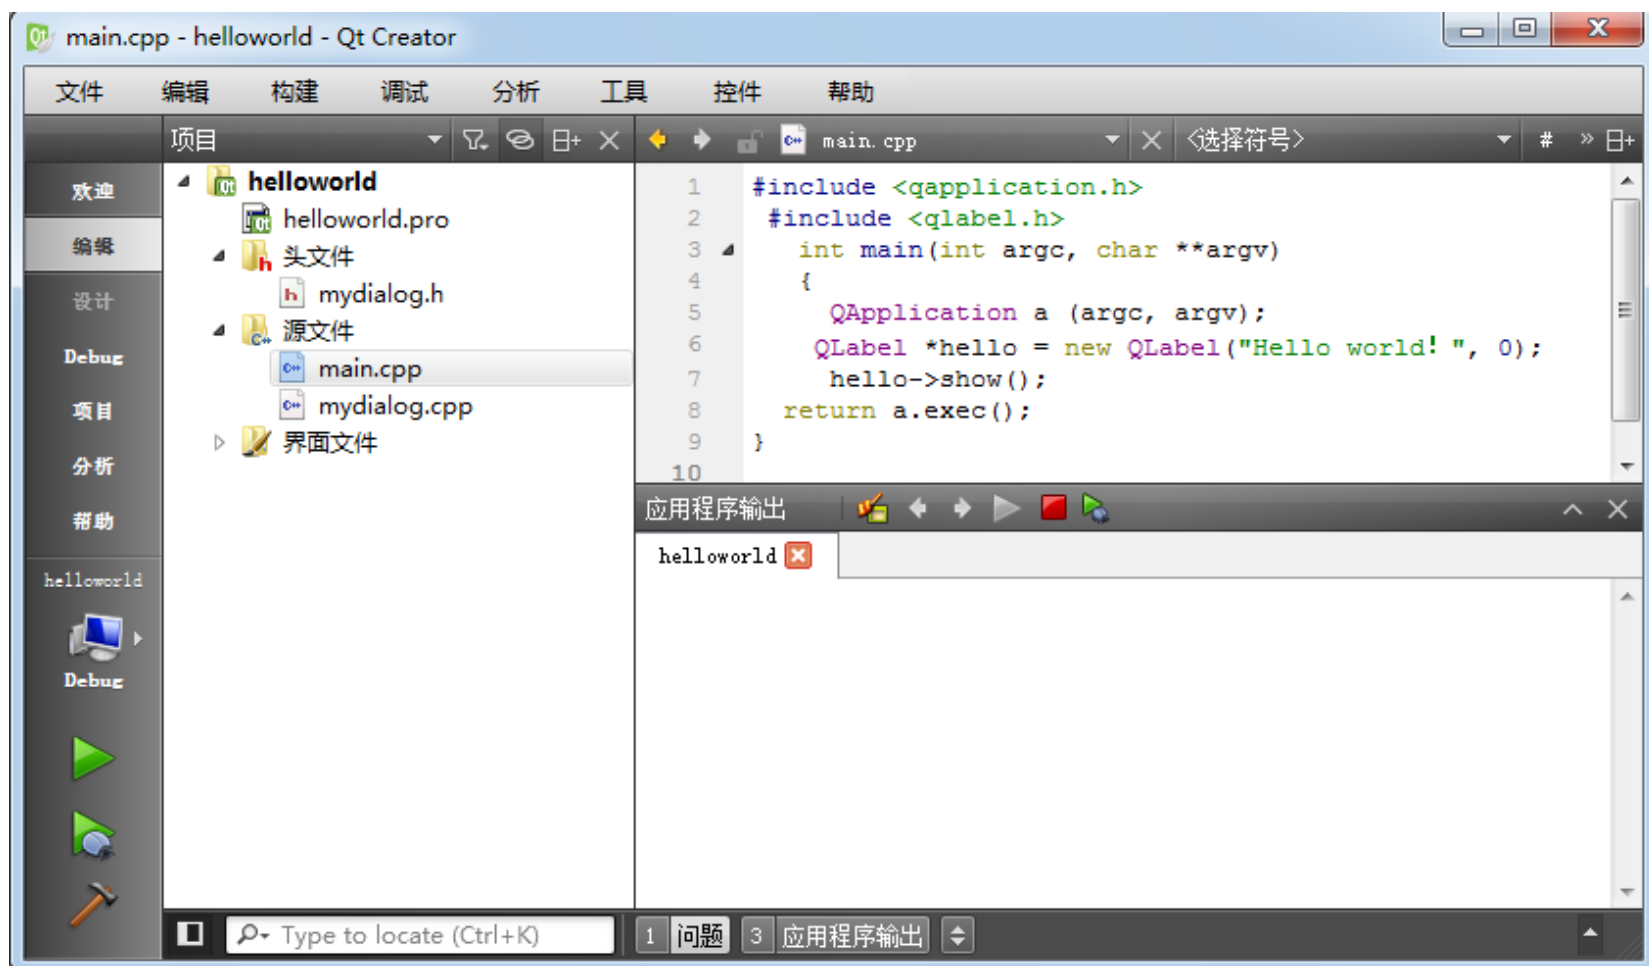 main.cpp - helloworld - Qt Creator
文件 编辑 构建 调试 分析 工具 控件 帮助
项目
main.cpp
<选择符号>
#
欢迎
编辑
设计
Debug
项目
分析
帮助
helloworld
Debug
helloworld
helloworld.pro
头文件
mydialog.h
源文件
main.cpp
mydialog.cpp
界面文件
1 #include <qapplication.h>
2 #include <qlabel.h>
3 int main(int argc, char **argv)
4 {
5 QApplication a (argc, argv);
6 QLabel *hello = new QLabel("Hello world! ", 0);
7 hello->show();
8 return a.exec();
9 }
10
应用程序输出
helloworld
Type to locate (Ctrl+K)
1 问题 3 应用程序输出